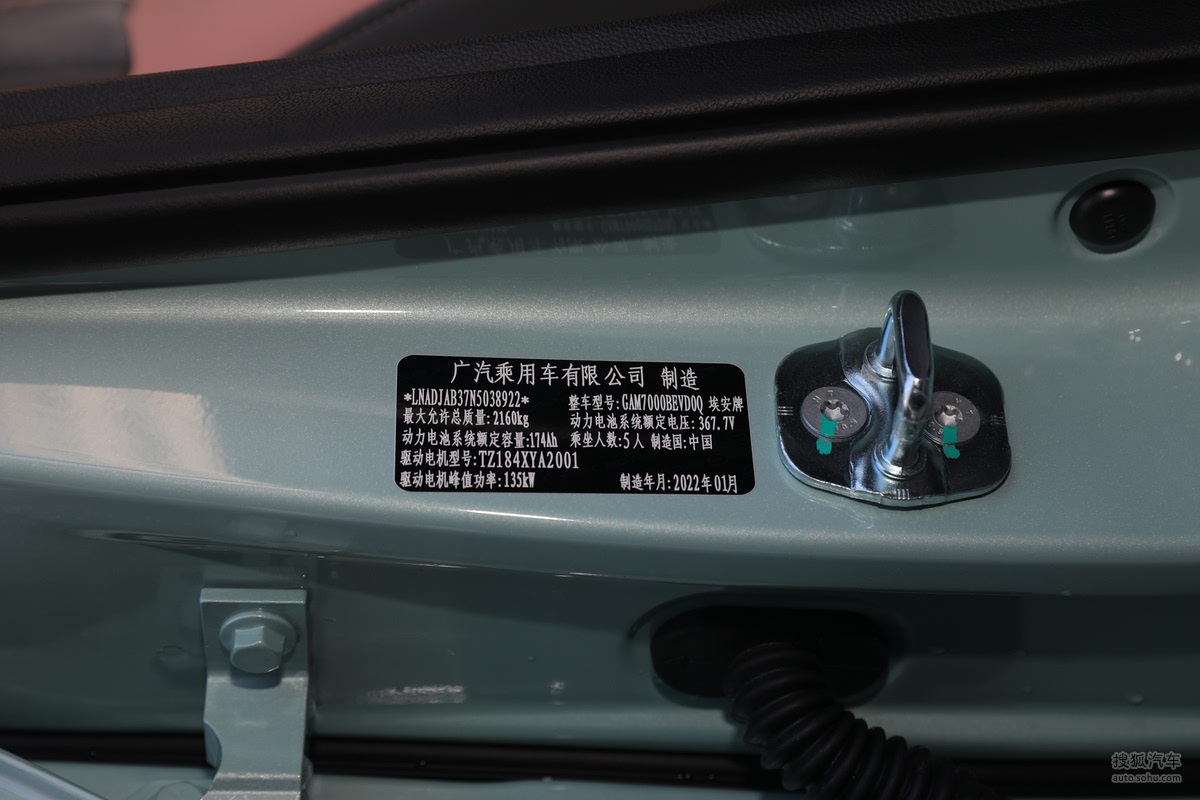 广汽乘用车有限公司 制造
*LNADJAB37N5038922* 整车型号:GAM7000BEVD0Q 埃安牌
最大允许总质量:2160kg 动力电池系统额定电压:367.7V
动力电池系统额定容量:174Ah 乘坐人数:5人 制造国:中国
驱动电机型号:TZ184XYA2001
驱动电机峰值功率:135kW 制造年月:2022年01月
搜狐汽车
auto.sohu.com